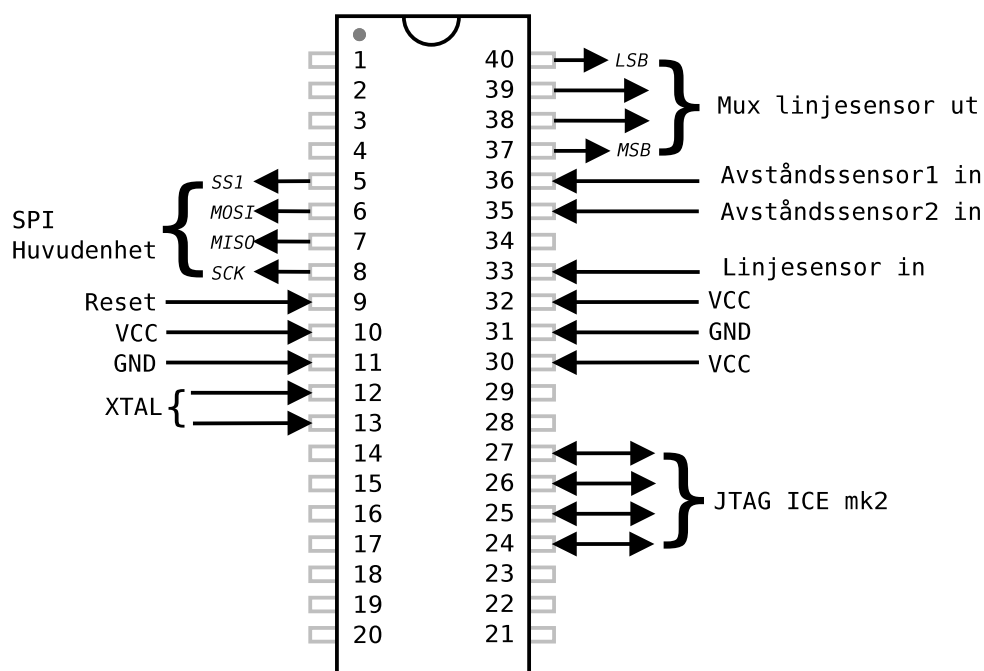 1 40 LSB
2 39
Mux linjesensor ut
3 38
4 37 MSB
SS1 5 36 Avståndssensor1 in
MOSI 6 35 Avståndssensor2 in
SPI
Huvudenhet
MISO 7 34
SCK 8 33 Linjesensor in
Reset 9 32 VCC
VCC 10 31 GND
GND 11 30 VCC
12 29
XTAL {
13 28
14 27
15 26
JTAG ICE mk2
16 25
17 24
18 23
19 22
20 21